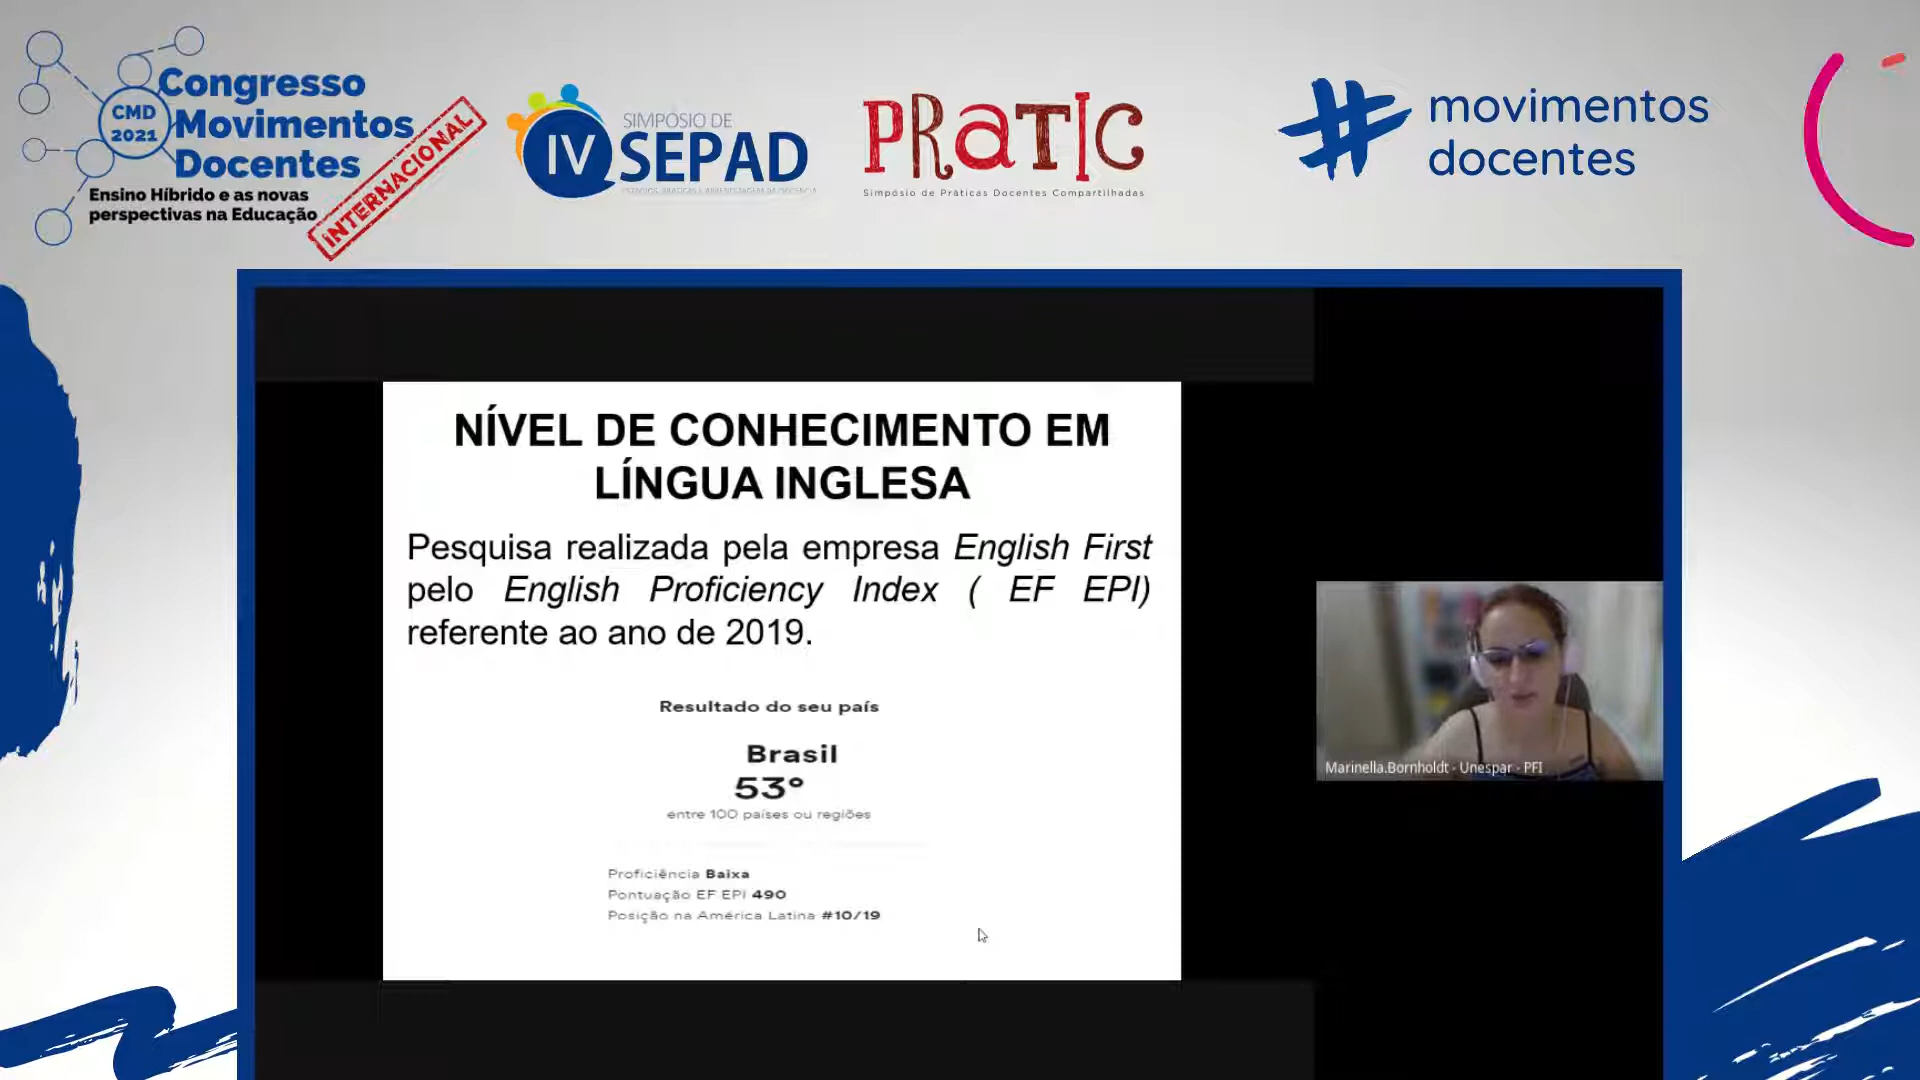 CMD
2021
Congresso
Movimentos
Docentes
Ensino Híbrido e as novas
perspectivas na Educação
INTERNACIONAL
IV
SIMPÓSIO DE
SEPAD
PRATIC
Simpósio de Práticas Docentes Compartilhadas
# movimentos
docentes
NÍVEL DE CONHECIMENTO EM
LÍNGUA INGLESA
Pesquisa realizada pela empresa English First
pelo English Proficiency Index ( EF EPI)
referente ao ano de 2019.
Resultado do seu país
Brasil
53º
entre 100 países ou regiões
Proficiência Baixa
Pontuação EF EPI 490
Posição na América Latina #10/19
Marinella.Bornholdt - Unespar - PFI